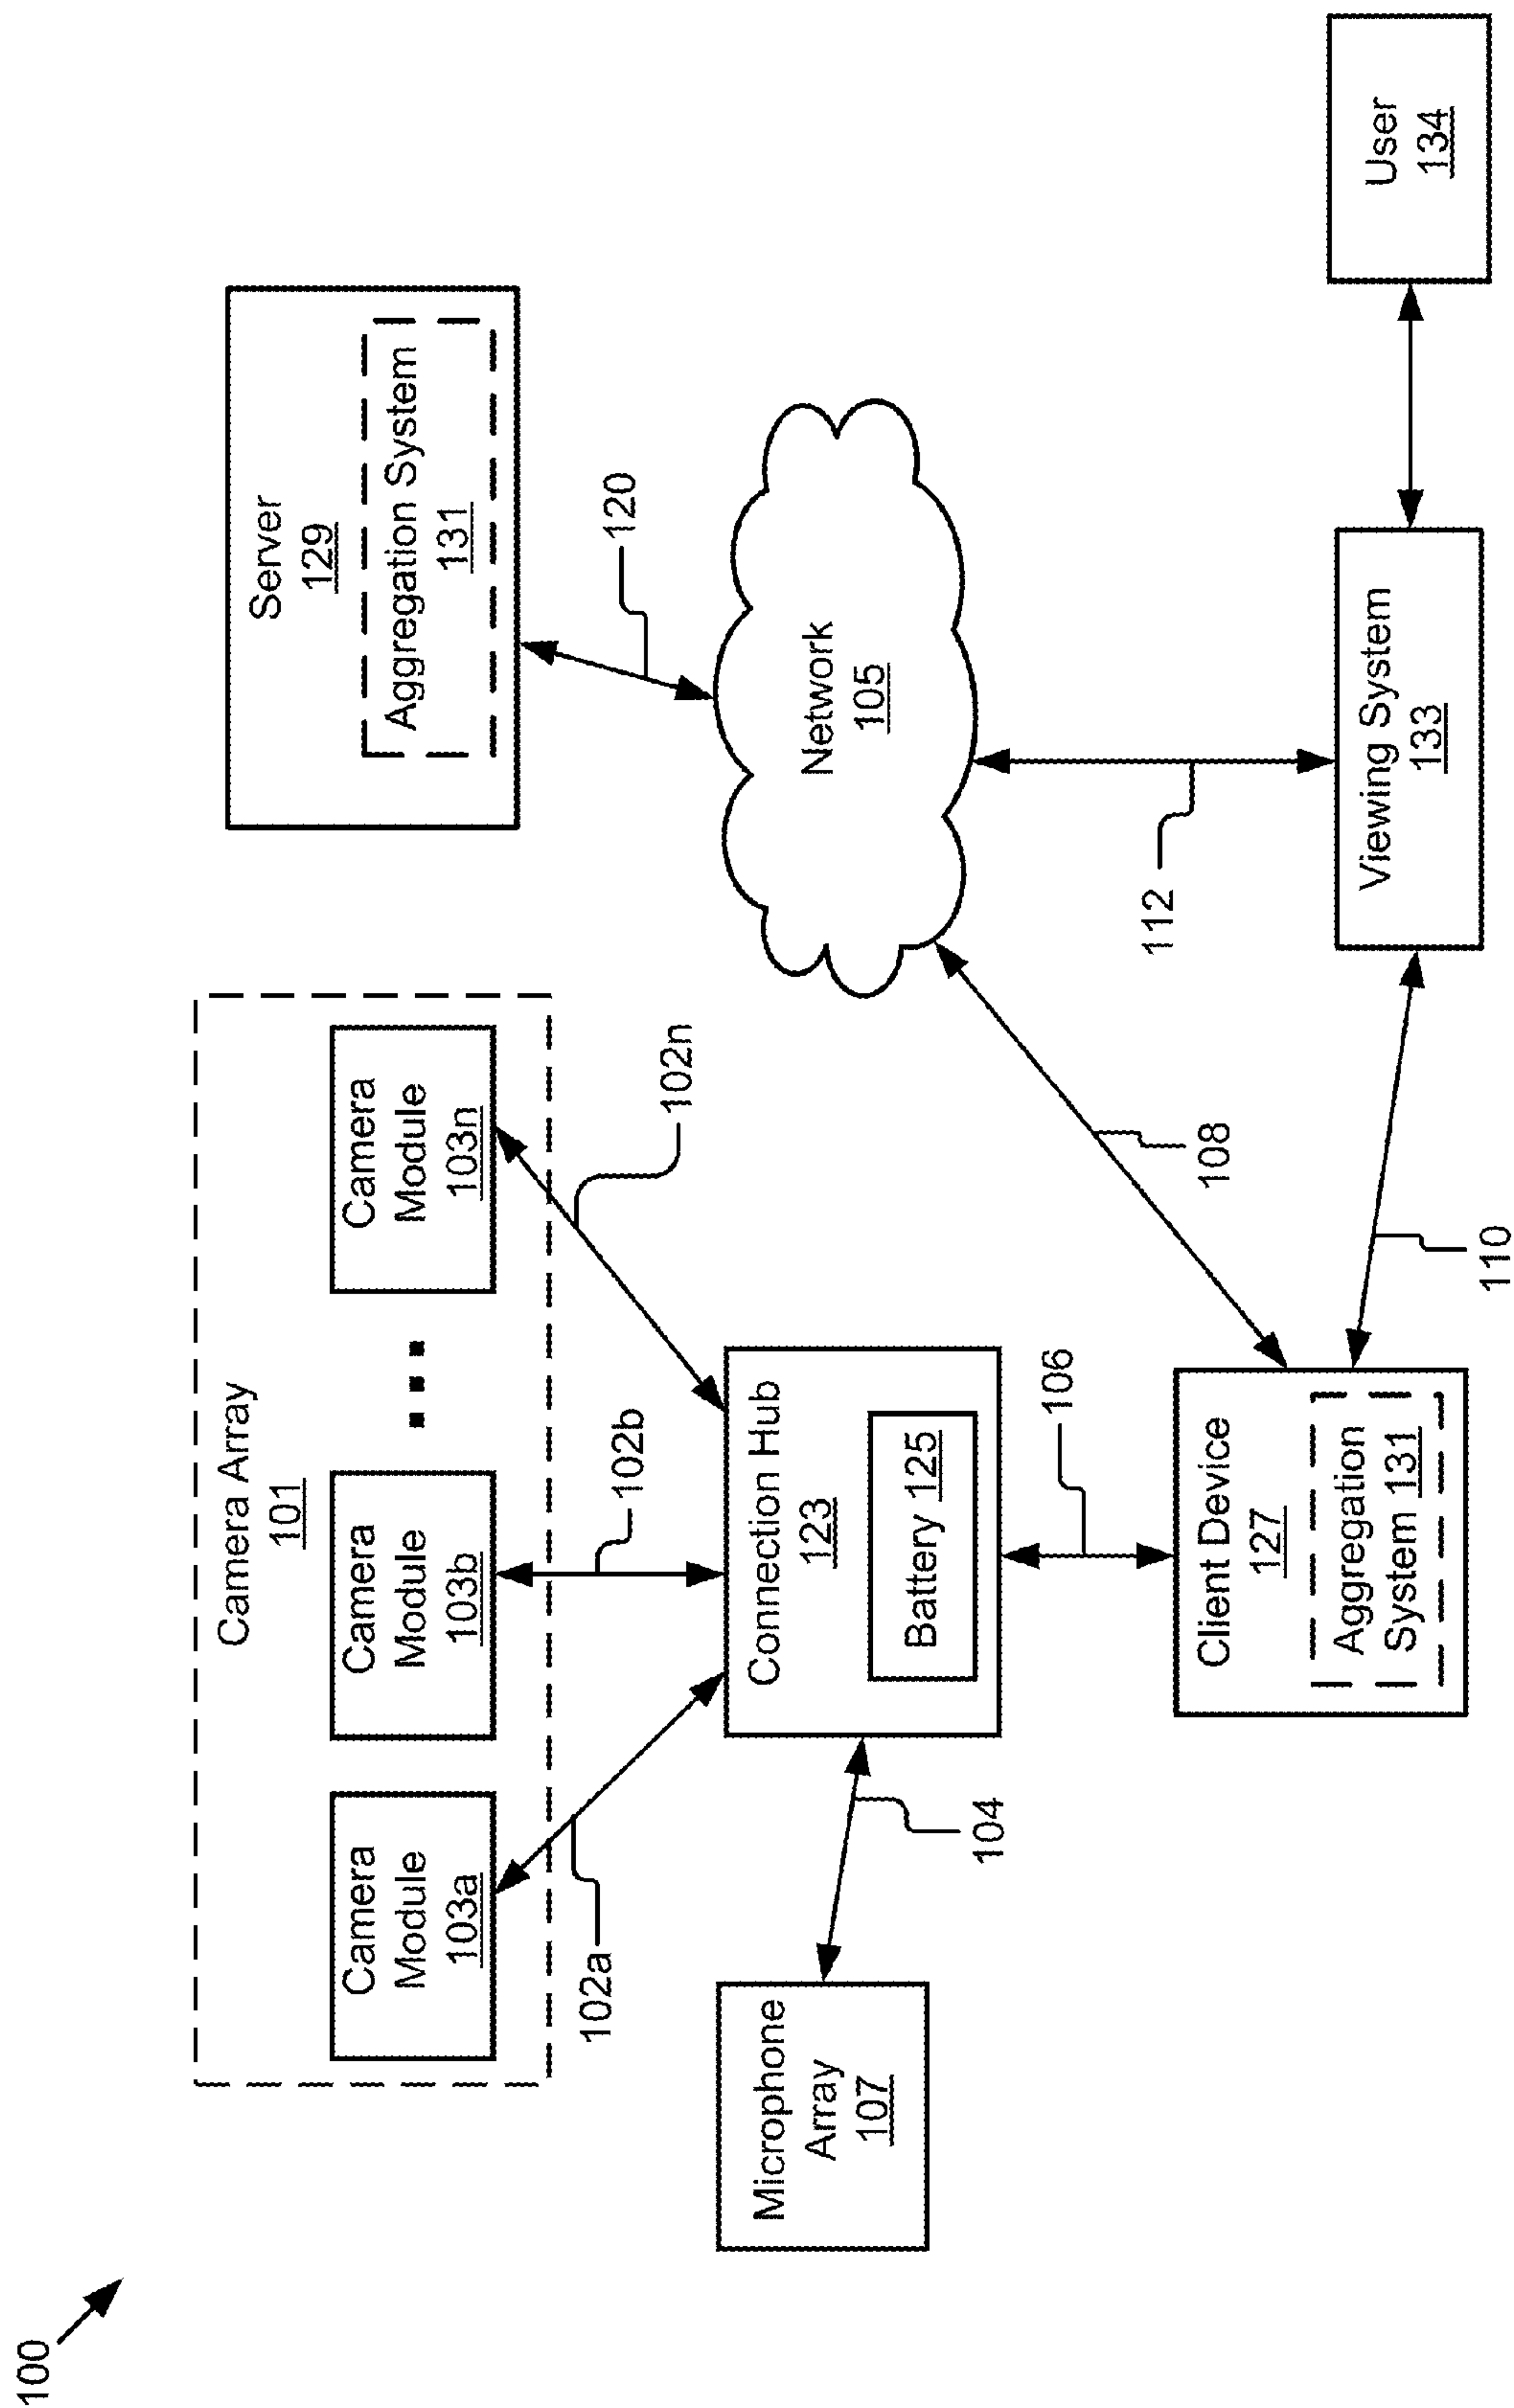 100
Camera Array
101
Camera
Module
103a
Camera
Module
103b
Camera
Module
103n
102a
102b
102n
Server
129
Aggregation System
131
120
Microphone
Array
107
104
Connection Hub
123
Battery 125
Network
105
106
108
112
Client Device
127
Aggregation
System 131
110
Viewing System
133
User
134